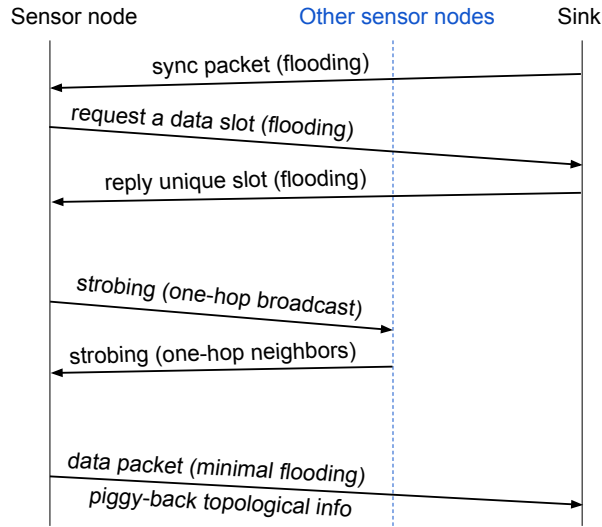 Sensor node
Other sensor nodes
Sink
sync packet (flooding)
request a data slot (flooding)
reply unique slot (flooding)
strobing (one-hop broadcast)
strobing (one-hop neighbors)
data packet (minimal flooding)
piggy-back topological info